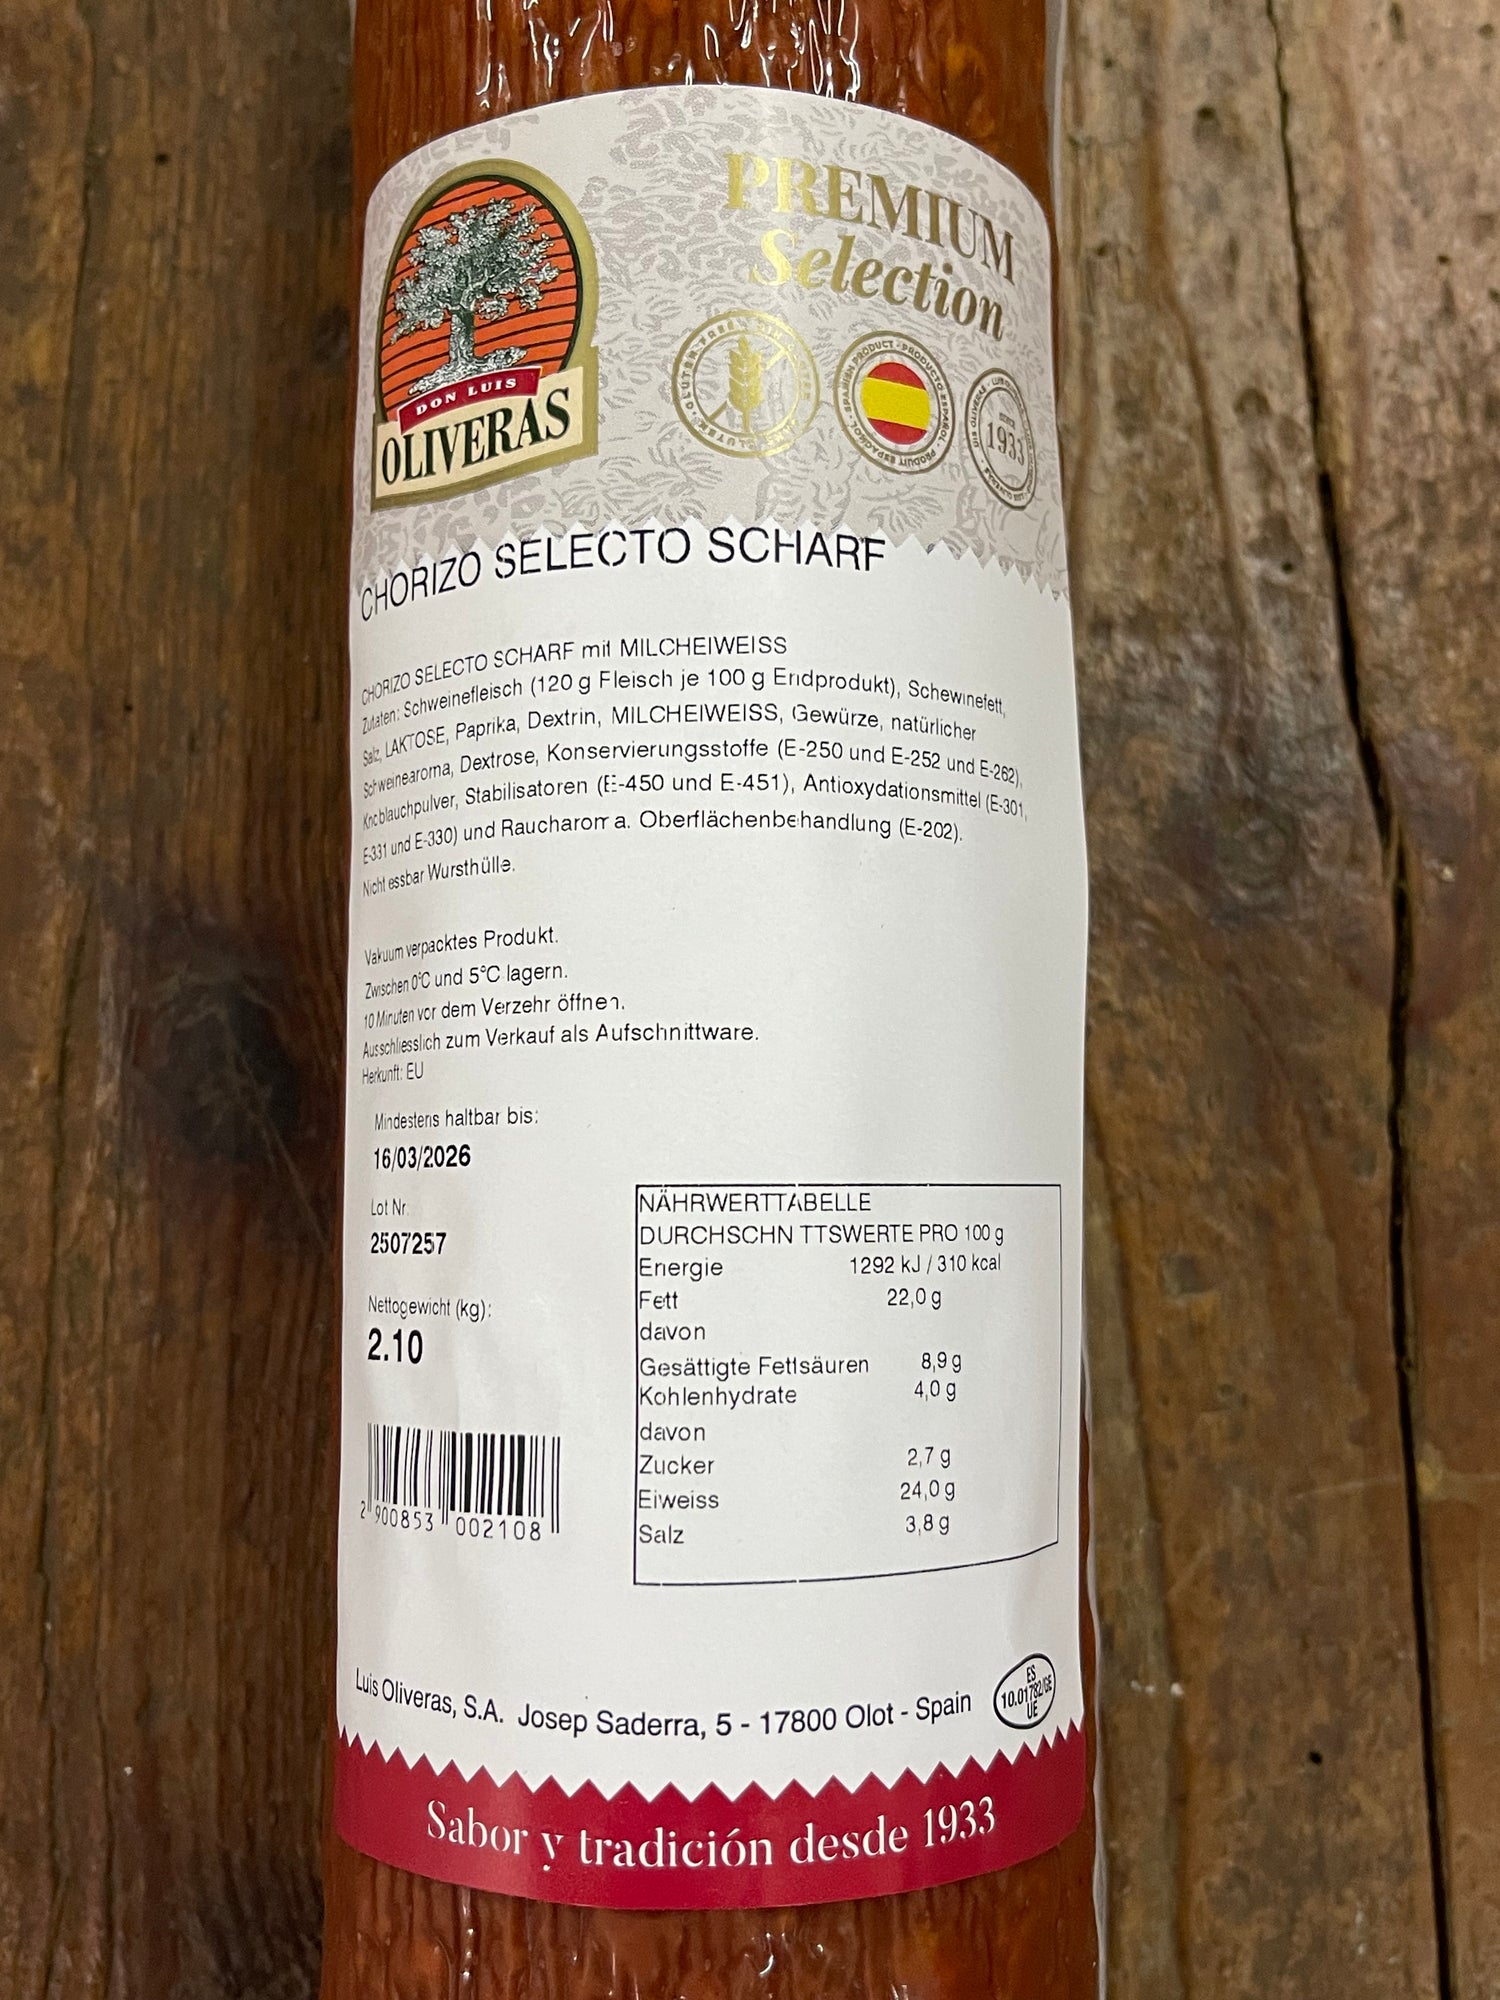 PREMIUM
Selection
DON LUIS
OLIVERAS
SPANISH PRODUCT - PRODUCTO ESPAÑOL - PRODUIT ESPAGNOL
1933
CHORIZO SELECTO SCHARF
CHORIZO SELECTO SCHARF mit MILCHEIWEISS
Zutaten: Schweinefleisch (120 g Fleisch je 100 g Endprodukt), Schewinefett,
Salz, LAKTOSE, Paprika, Dextrin, MILCHEIWEISS, Gewürze, natürlicher
Schweinearoma, Dextrose, Konservierungsstoffe (E-250 und E-252 und E-262),
Knoblauchpulver, Stabilisatoren (E-450 und E-451), Antioxydationsmittel (E-301,
E-331 und E-330) und Raucharoma. Oberflächenbehandlung (E-202).
Nicht essbar Wursthülle.
Vakuum verpacktes Produkt.
Zwischen 0°C und 5°C lagern.
10 Minuten vor dem Verzehr öffnen.
Ausschliesslich zum Verkauf als Aufschnittware.
Herkunft: EU
Mindestens haltbar bis:
16/03/2026
Lot Nr.
2507257
Nettogewicht (kg):
2.10
2 900853 002108
NÄHRWERTTABELLE
DURCHSCHNITTSWERTE PRO 100 g
Energie 1292 kJ / 310 kcal
Fett 22,0 g
davon
Gesättigte Fettsäuren 8,9 g
Kohlenhydrate 4,0 g
davon
Zucker 2,7 g
Eiweiss 24,0 g
Salz 3,8 g
Luis Oliveras, S.A. Josep Saderra, 5 - 17800 Olot - Spain
ES
10.01782/GE
UE
Sabor y tradición desde 1933